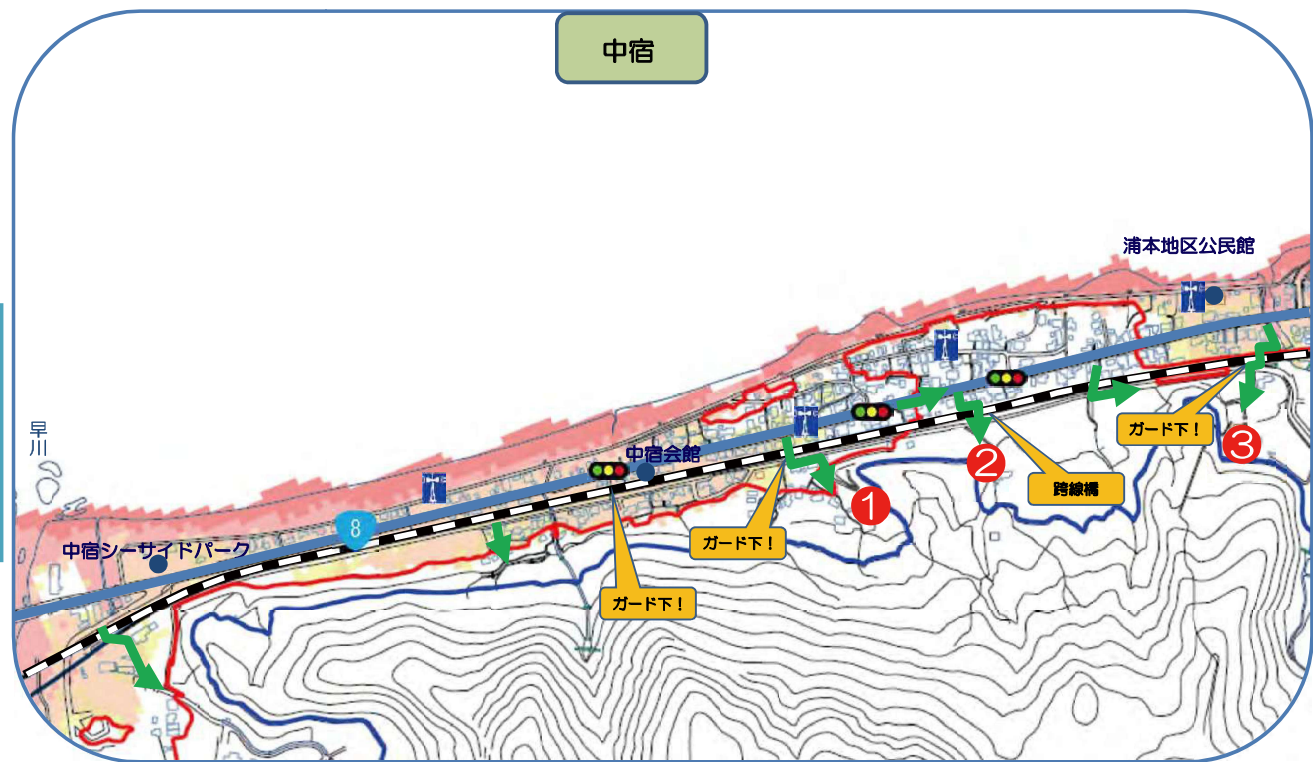 中宿
浦本地区公民館
早川
中宿会館
8
中宿シーサイドパーク
ガード下!
ガード下!
跨線橋
ガード下!
①
②
③